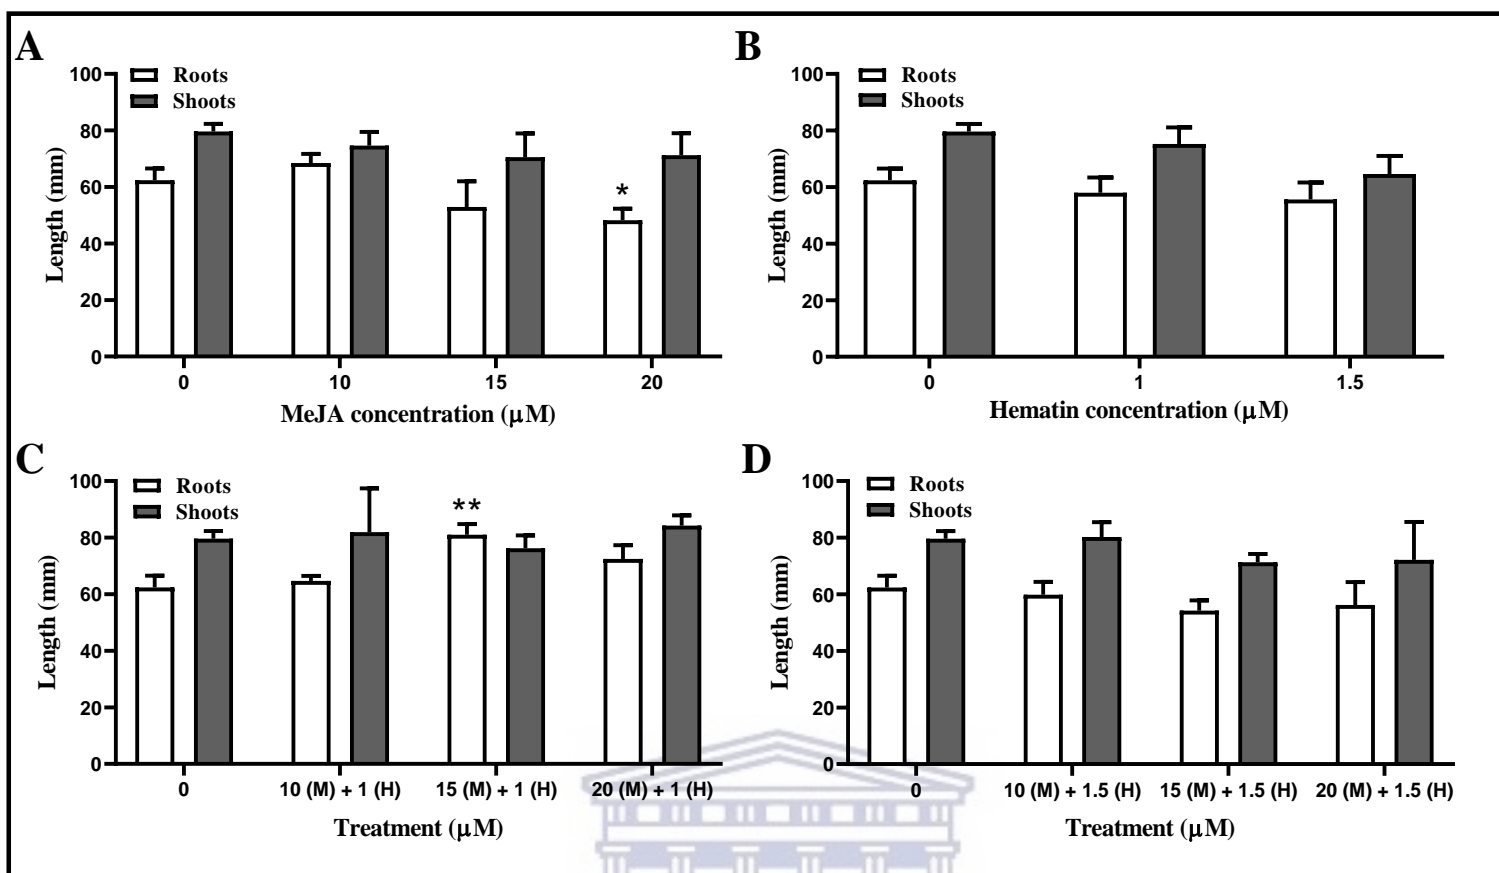 A
Roots
Shoots
100
80
60
40
20
0
Length (mm)
*
0 10 15 20
MeJA concentration (μM)
B
Roots
Shoots
100
80
60
40
20
0
Length (mm)
0 1 1.5
Hematin concentration (μM)
C
Roots
Shoots
100
80
60
40
20
0
Length (mm)
**
0 10 (M) + 1 (H) 15 (M) + 1 (H) 20 (M) + 1 (H)
Treatment (μM)
D
Roots
Shoots
100
80
60
40
20
0
Length (mm)
0 10 (M) + 1.5 (H) 15 (M) + 1.5 (H) 20 (M) + 1.5 (H)
Treatment (μM)